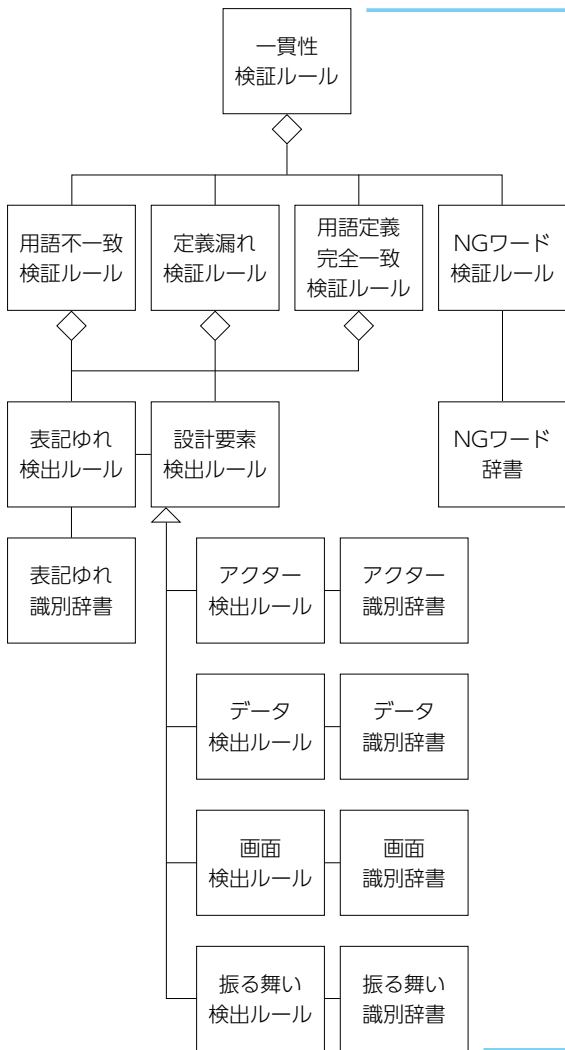 一貫性
検証ルール
用語不一致
検証ルール
定義漏れ
検証ルール
用語定義
完全一致
検証ルール
NGワード
検証ルール
表記ゆれ
検出ルール
設計要素
検出ルール
NGワード
辞書
表記ゆれ
識別辞書
アクター
検出ルール
アクター
識別辞書
データ
検出ルール
データ
識別辞書
画面
検出ルール
画面
識別辞書
振る舞い
検出ルール
振る舞い
識別辞書